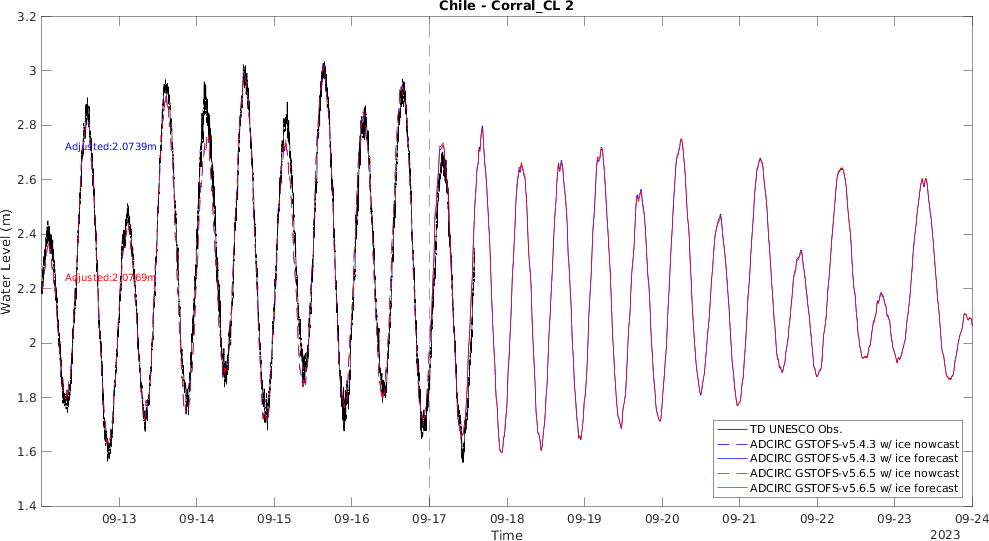 Chile - Corral_CL 2
3.2
3
2.8
2.6
2.4
2.2
2
1.8
1.6
1.4
Water Level (m)
Adjusted:2.0739m
Adjusted:2.0769m
TD UNESCO Obs.
ADCIRC GSTOFS-v5.4.3 w/ ice nowcast
ADCIRC GSTOFS-v5.4.3 w/ ice forecast
ADCIRC GSTOFS-v5.6.5 w/ ice nowcast
ADCIRC GSTOFS-v5.6.5 w/ ice forecast
09-13 09-14 09-15 09-16 09-17 09-18 09-19 09-20 09-21 09-22 09-23 09-24
Time
2023